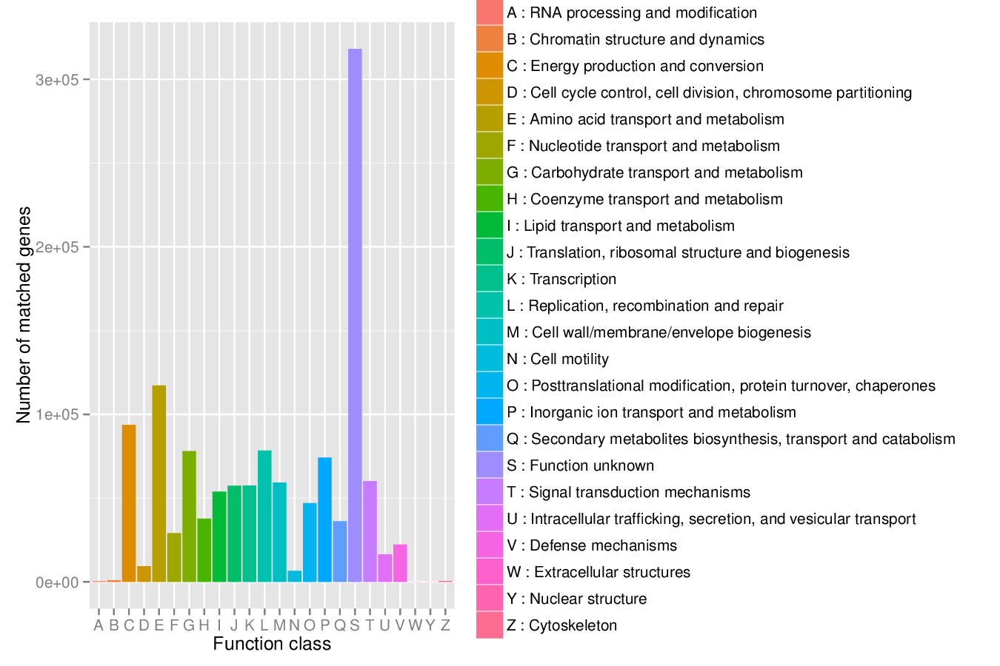 Number of matched genes
3e+05
2e+05
1e+05
0e+00
A B C D E F G H I J K L M N O P Q S T U V W Y Z
Function class
A : RNA processing and modification
B : Chromatin structure and dynamics
C : Energy production and conversion
D : Cell cycle control, cell division, chromosome partitioning
E : Amino acid transport and metabolism
F : Nucleotide transport and metabolism
G : Carbohydrate transport and metabolism
H : Coenzyme transport and metabolism
I : Lipid transport and metabolism
J : Translation, ribosomal structure and biogenesis
K : Transcription
L : Replication, recombination and repair
M : Cell wall/membrane/envelope biogenesis
N : Cell motility
O : Posttranslational modification, protein turnover, chaperones
P : Inorganic ion transport and metabolism
Q : Secondary metabolites biosynthesis, transport and catabolism
S : Function unknown
T : Signal transduction mechanisms
U : Intracellular trafficking, secretion, and vesicular transport
V : Defense mechanisms
W : Extracellular structures
Y : Nuclear structure
Z : Cytoskeleton